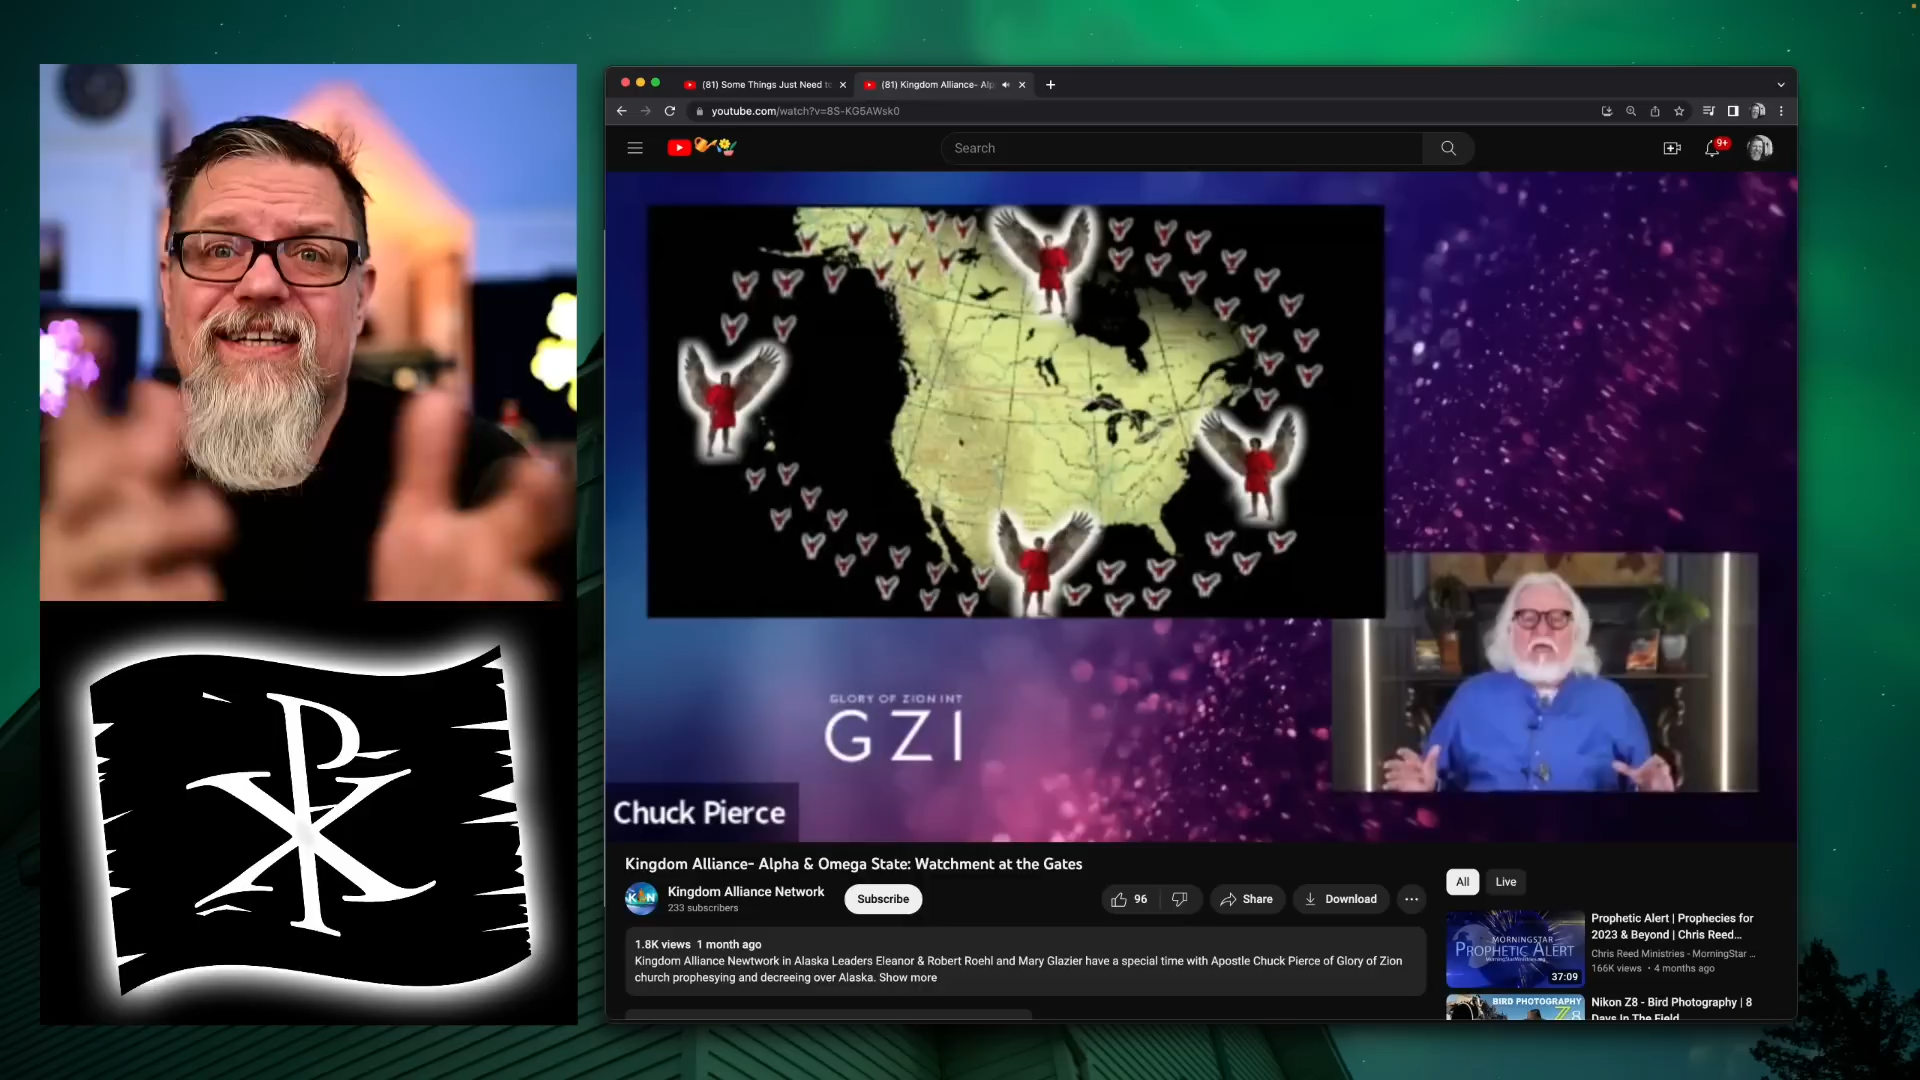 (81) Some Things Just Need to
(81) Kingdom Alliance- Alp
youtube.com/watch?v=8S-KG5AWsk0
Search
9+
GLORY OF ZION INT
GZI
Chuck Pierce
Kingdom Alliance- Alpha & Omega State: Watchment at the Gates
Kingdom Alliance Network
233 subscribers
Subscribe
96
Share
Download
All
Live
1.8K views 1 month ago
Kingdom Alliance Newtwork in Alaska Leaders Eleanor & Robert Roehl and Mary Glazier have a special time with Apostle Chuck Pierce of Glory of Zion
church prophesying and decreeing over Alaska. Show more
MORNINGSTAR
PROPHETIC ALERT
37:09
Prophetic Alert | Prophecies for
2023 & Beyond | Chris Reed...
Chris Reed Ministries - MorningStar ...
166K views • 4 months ago
BIRD PHOTOGRAPHY
Z8
Nikon Z8 - Bird Photography | 8
Days In The Field